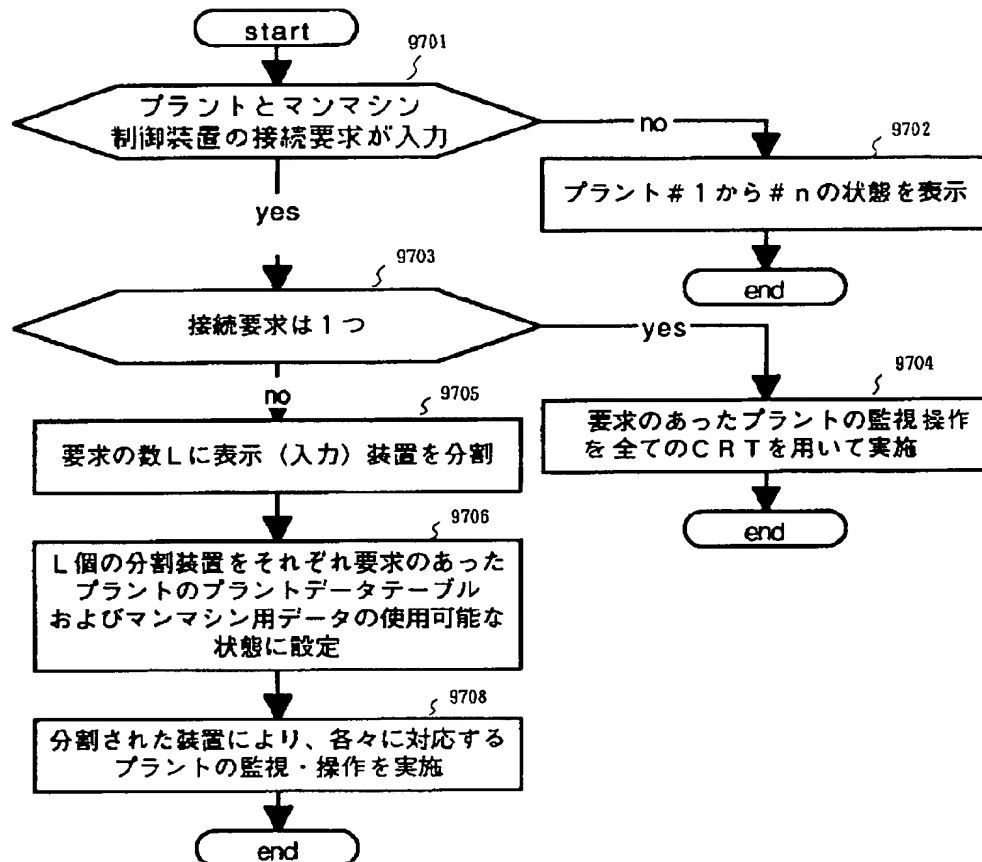 start
9701
プラントとマンマシン
制御装置の接続要求が入力
no
9702
プラント#1から#nの状態を表示
end
yes
9703
接続要求は1つ
yes
9704
要求のあったプラントの監視操作
を全てのCRTを用いて実施
end
no
9705
要求の数Lに表示（入力）装置を分割
9706
L個の分割装置をそれぞれ要求のあった
プラントのプラントデータテーブル
およびマンマシン用データの使用可能な
状態に設定
9708
分割された装置により、各々に対応する
プラントの監視・操作を実施
end